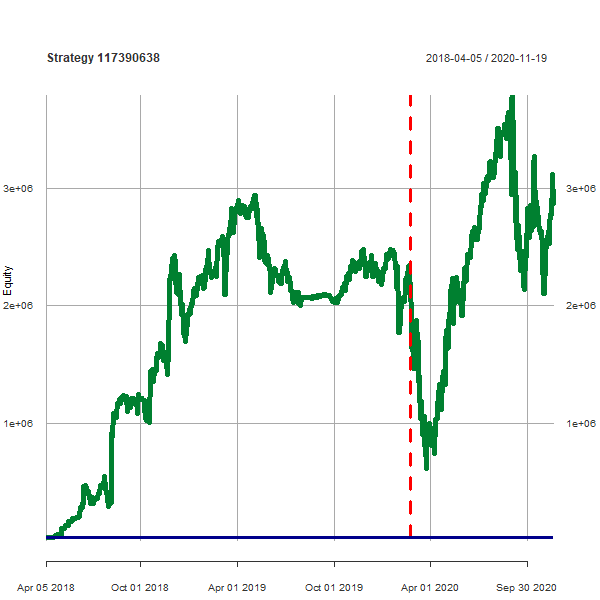 Strategy 117390638
2018-04-05 / 2020-11-19
3e+06
3e+06
Equity
2e+06
2e+06
1e+06
1e+06
Apr 05 2018
Oct 01 2018
Apr 01 2019
Oct 01 2019
Apr 01 2020
Sep 30 2020